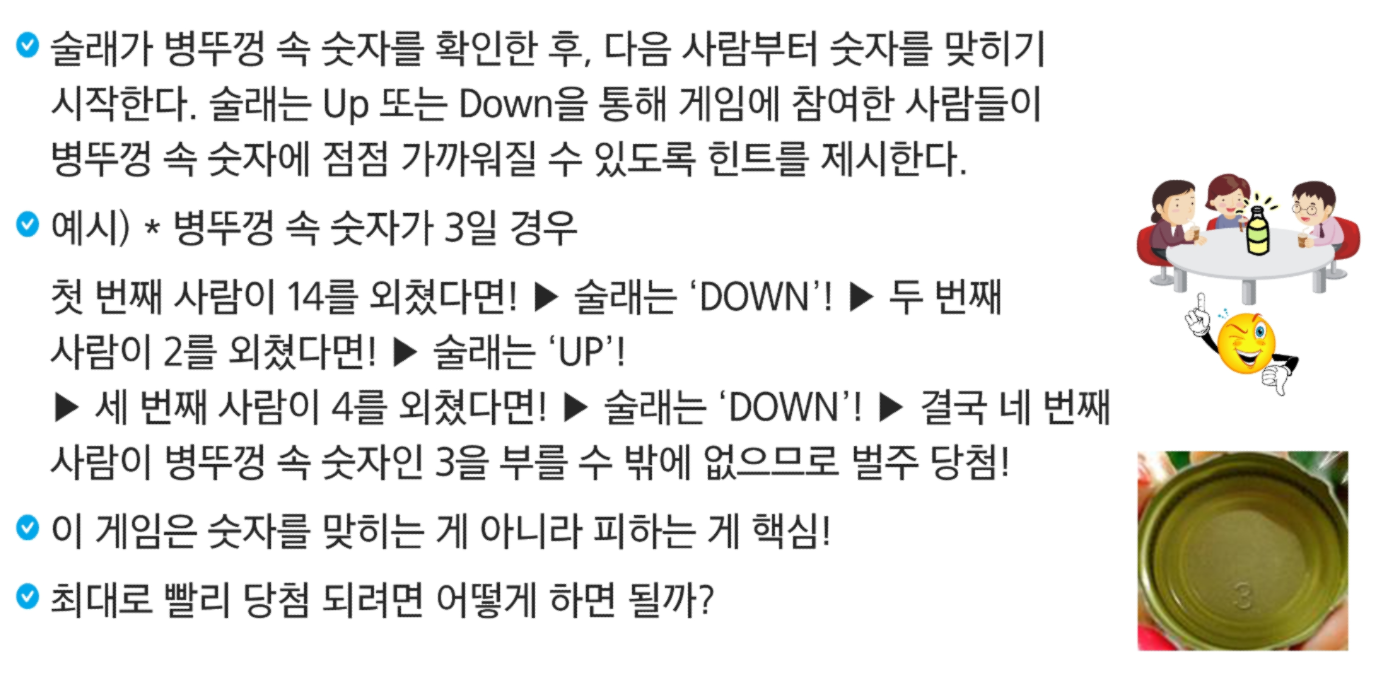 술래가 병뚜껑 속 숫자를 확인한 후, 다음 사람부터 숫자를 맞히기
시작한다. 술래는 Up 또는 Down을 통해 게임에 참여한 사람들이
병뚜껑 속 숫자에 점점 가까워질 수 있도록 힌트를 제시한다.
예시) * 병뚜껑 속 숫자가 3일 경우
첫 번째 사람이 14를 외쳤다면! ▶ 술래는 ‘DOWN’! ▶ 두 번째
사람이 2를 외쳤다면! ▶ 술래는 ‘UP’!
▶ 세 번째 사람이 4를 외쳤다면! ▶ 술래는 ‘DOWN’! ▶ 결국 네 번째
사람이 병뚜껑 속 숫자인 3을 부를 수 밖에 없으므로 벌주 당첨!
이 게임은 숫자를 맞히는 게 아니라 피하는 게 핵심!
최대로 빨리 당첨 되려면 어떻게 하면 될까?
3